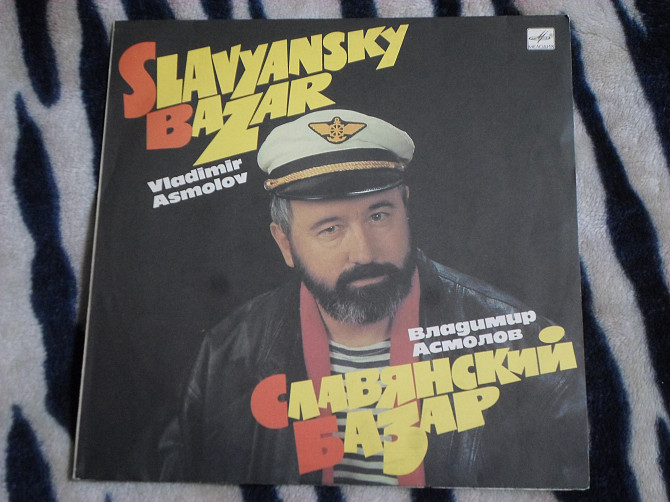 SLAVYANSKY
BAZAR
Vladimir
Asmolov
Владимир
Асмолов
СЛАВЯНСКИЙ
БАЗАР